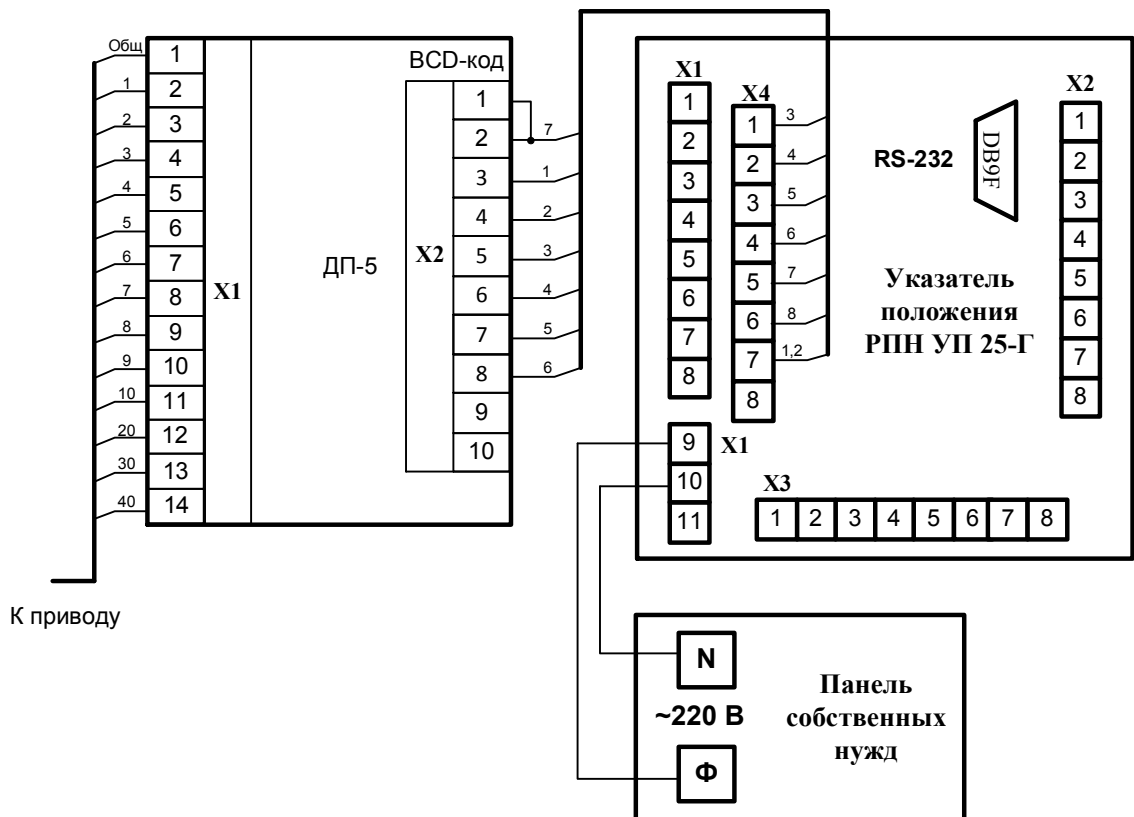 Общ 1
1 2
2 3
3 4
4 5
5 6
6 7
7 8
8 9
9 10
10 11
20 12
30 13
40 14
X1
ДП-5
BCD-код
X2
1
2 7
3 1
4 2
5 3
6 4
7 5
8 6
9
10
К приводу
X1
1
2
3
4
5
6
7
8
X4
1 3
2 4
3 5
4 6
5 7
6 8
7 1,2
8
RS-232
DB9F
X2
1
2
3
4
5
6
7
8
Указатель
положения
РПН УП 25-Г
9 X1
10
11
X3
1 2 3 4 5 6 7 8
N
~220 В
Ф
Панель
собственных
нужд